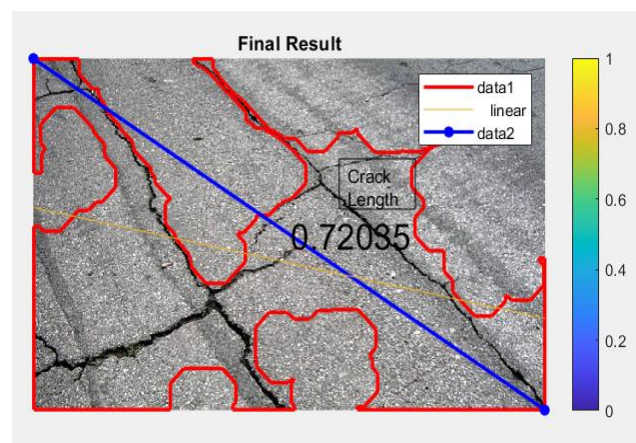 Final Result
data1
linear
data2
Crack
Length
0.72035
1
0.8
0.6
0.4
0.2
0